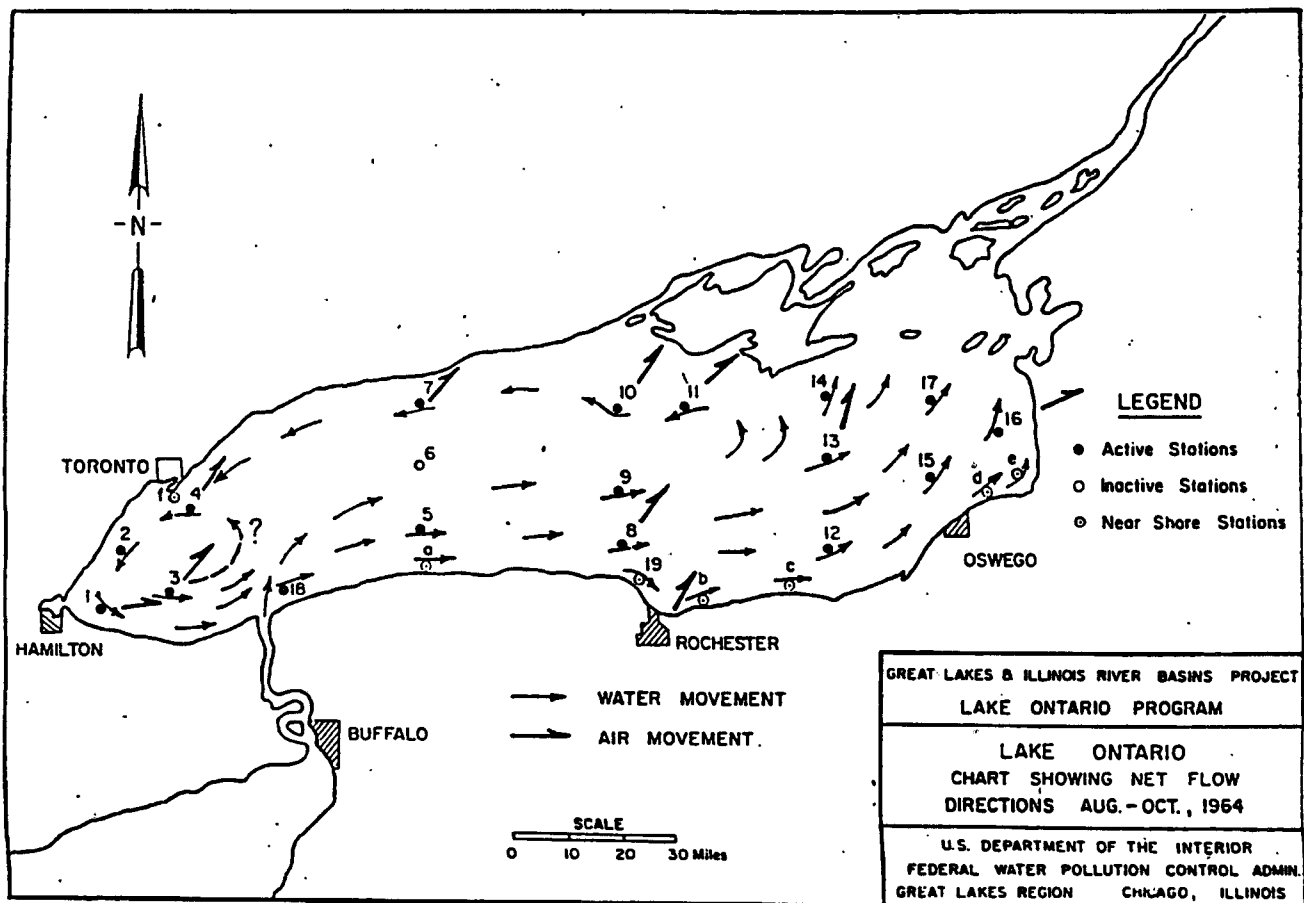 -N-
7
10
11
14
17
16
LEGEND
Active Stations
Inactive Stations
Near Shore Stations
TORONTO
6
13
f
4
9
15
d
e
2
?
5
8
a
12
OSWEGO
3
18
19
b
c
1
HAMILTON
ROCHESTER
WATER MOVEMENT
AIR MOVEMENT.
BUFFALO
SCALE
0 10 20 30 Miles
GREAT LAKES & ILLINOIS RIVER BASINS PROJECT
LAKE ONTARIO PROGRAM
LAKE ONTARIO
CHART SHOWING NET FLOW
DIRECTIONS AUG.-OCT., 1964
U.S. DEPARTMENT OF THE INTERIOR
FEDERAL WATER POLLUTION CONTROL ADMIN.
GREAT LAKES REGION CHICAGO, ILLINOIS